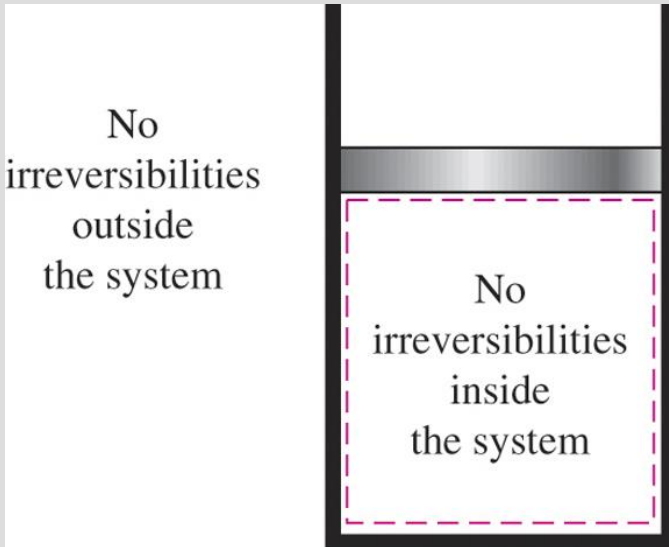 No
irreversibilities
outside
the system
No
irreversibilities
inside
the system